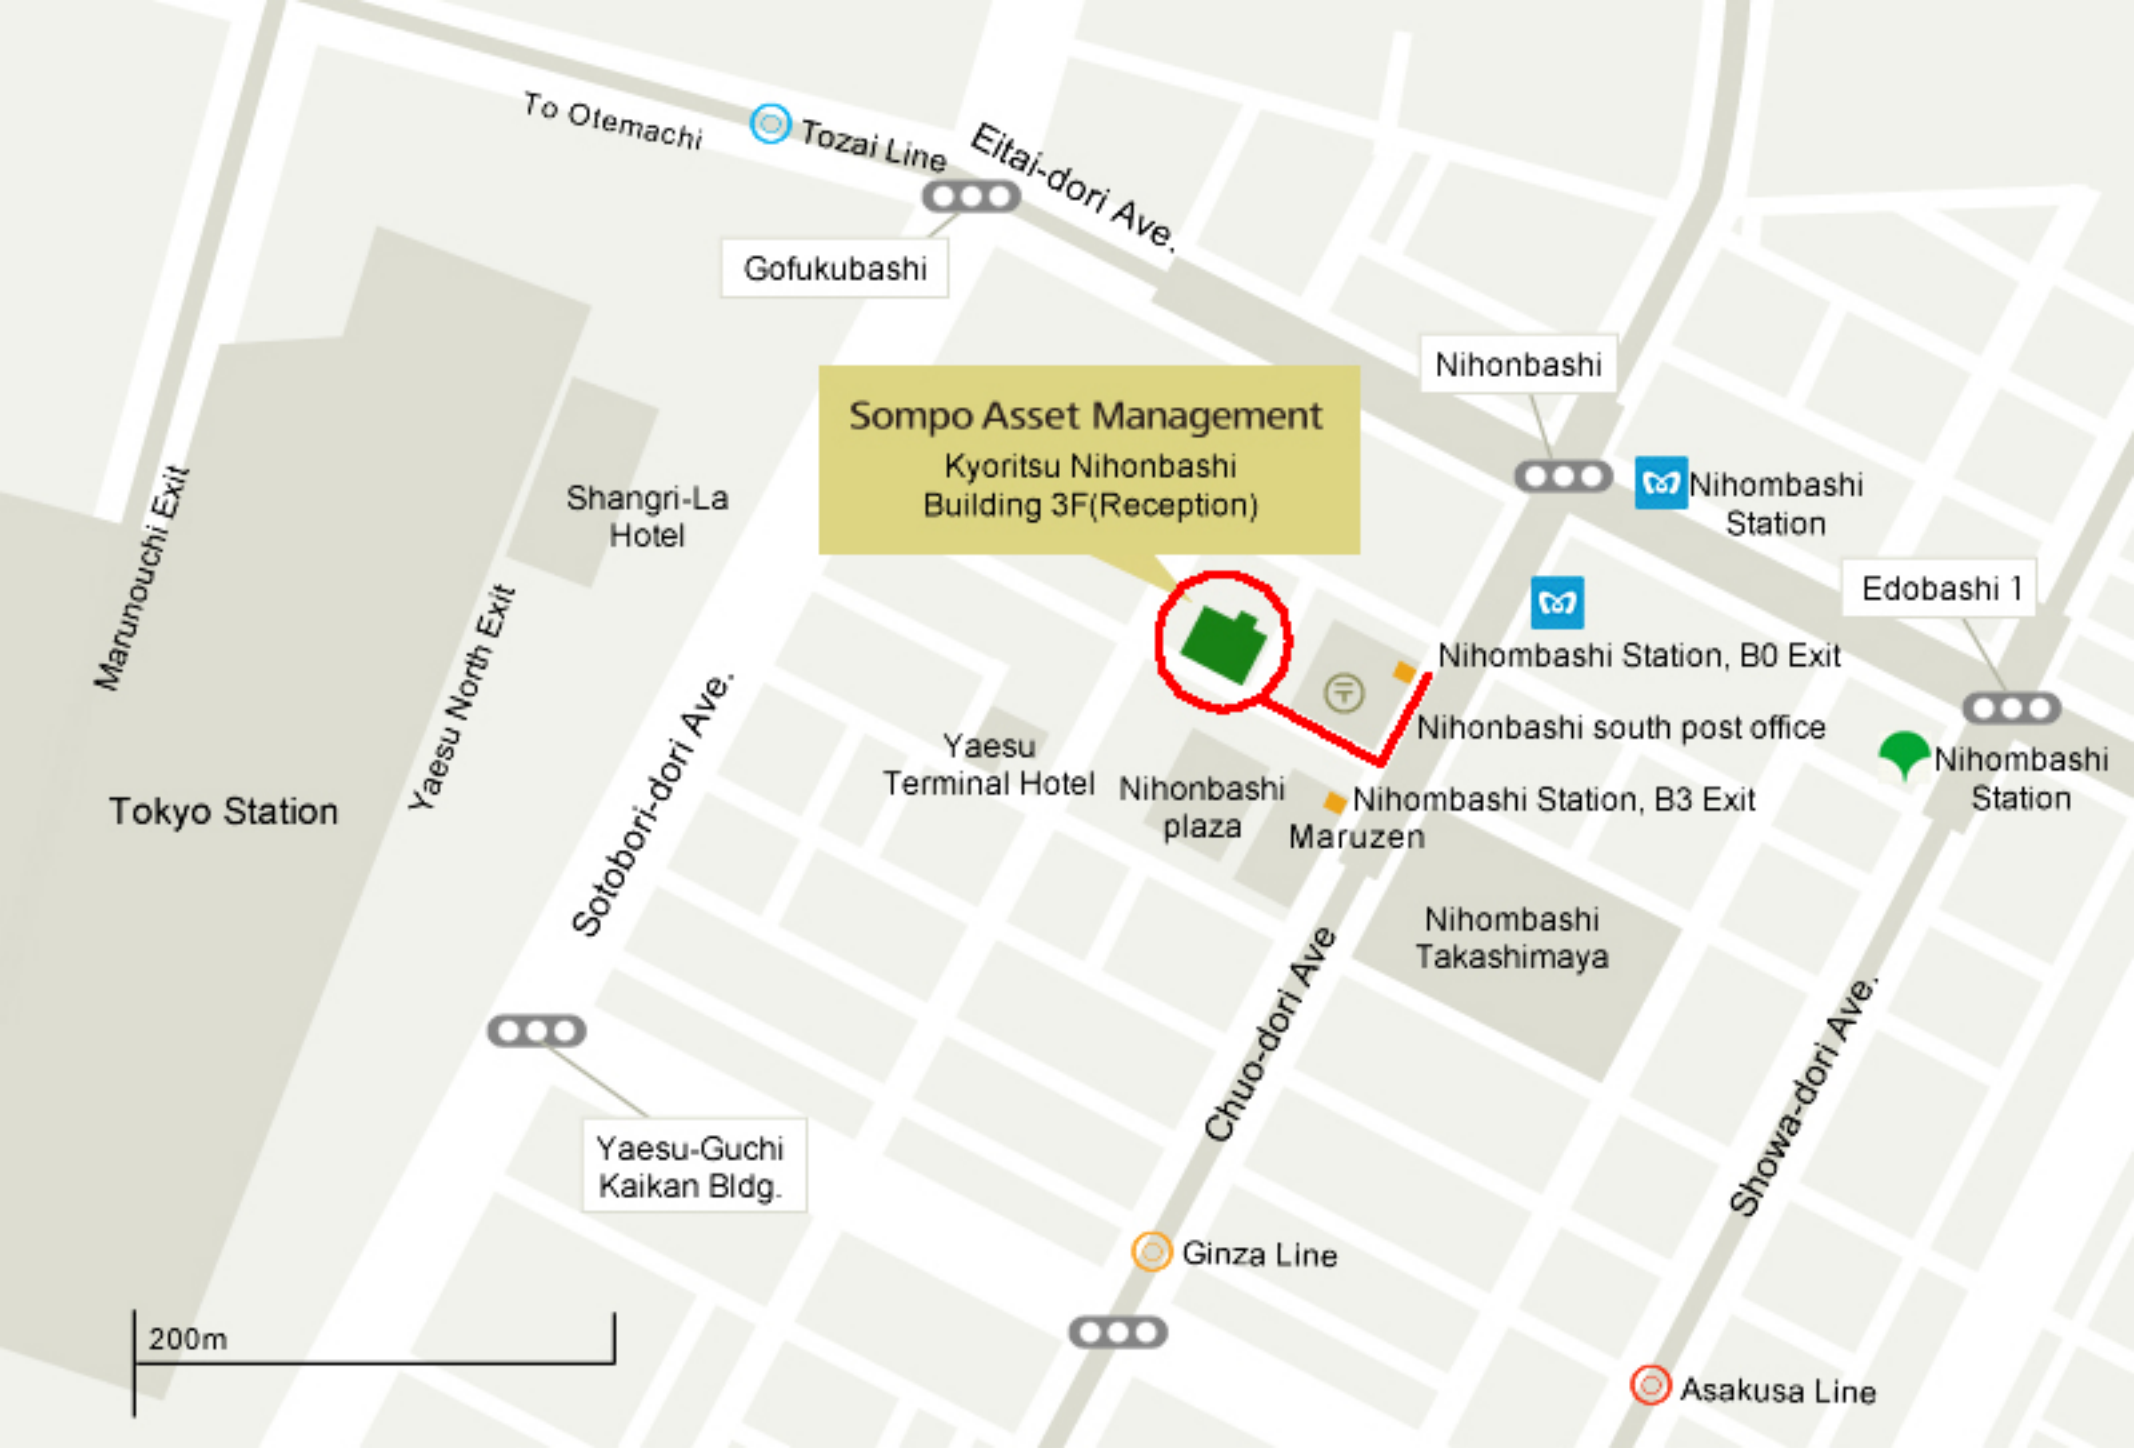 To Otemachi
Tozai Line
Eitai-dori Ave.
Gofukubashi
Nihonbashi
Sompo Asset Management
Kyoritsu Nihonbashi
Building 3F(Reception)
Shangri-La
Hotel
Nihombashi
Station
Marunouchi Exit
Edobashi 1
Yaesu North Exit
Nihombashi Station, B0 Exit
Sotobori-dori Ave.
〒
Nihonbashi south post office
Yaesu
Terminal Hotel
Nihonbashi
plaza
Nihombashi
Station
Tokyo Station
Nihombashi Station, B3 Exit
Maruzen
Nihombashi
Takashimaya
Chuo-dori Ave
Showa-dori Ave.
Yaesu-Guchi
Kaikan Bldg.
Ginza Line
200m
Asakusa Line